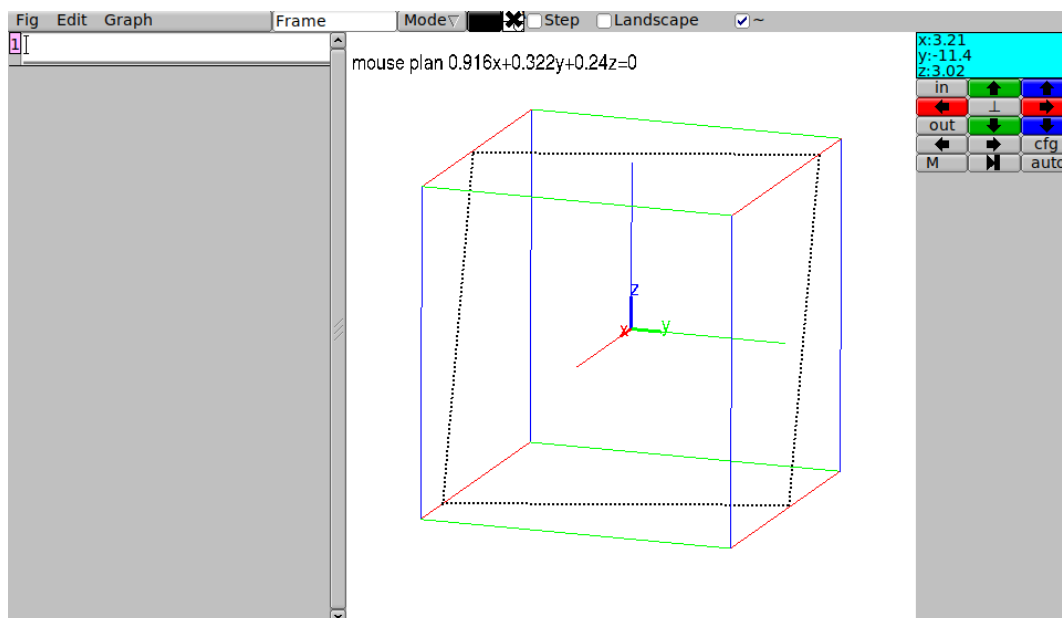 Fig Edit Graph Frame Mode Step Landscape ~
1
mouse plan 0.916x+0.322y+0.24z=0
z
x y
x:3.21
y:-11.4
z:3.02
in
⊥
out
cfg
M auto